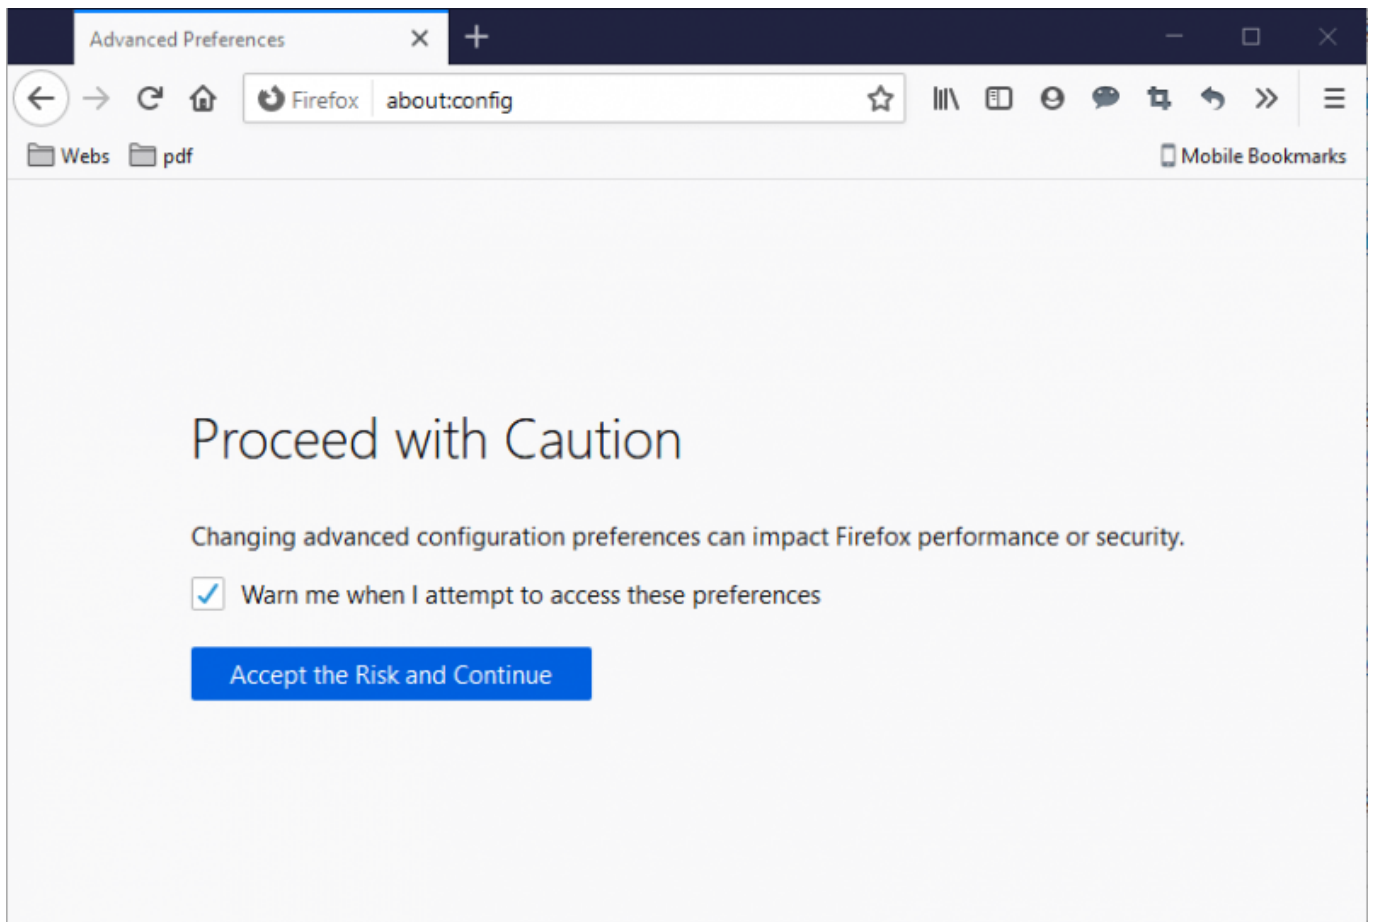 Advanced Preferences
Firefox about:config
Webs pdf Mobile Bookmarks
Proceed with Caution
Changing advanced configuration preferences can impact Firefox performance or security.
Warn me when I attempt to access these preferences
Accept the Risk and Continue